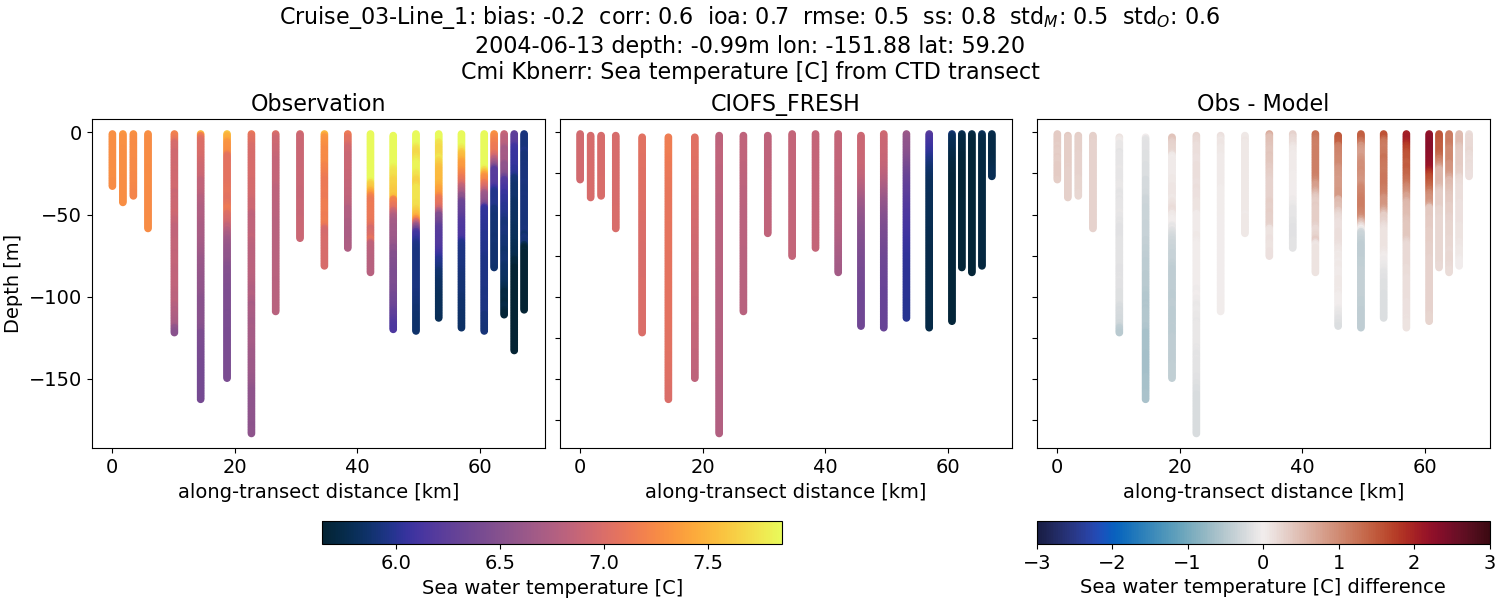 Cruise_03-Line_1: bias: -0.2  corr: 0.6  ioa: 0.7  rmse: 0.5  ss: 0.8  std_M: 0.5  std_O: 0.6
2004-06-13 depth: -0.99m lon: -151.88 lat: 59.20
Cmi Kbnerr: Sea temperature [C] from CTD transect
Observation
CIOFS_FRESH
Obs - Model
0
−50
−100
−150
Depth [m]
0 20 40 60
0 20 40 60
0 20 40 60
along-transect distance [km]
along-transect distance [km]
along-transect distance [km]
6.0 6.5 7.0 7.5
Sea water temperature [C]
−3 −2 −1 0 1 2 3
Sea water temperature [C] difference